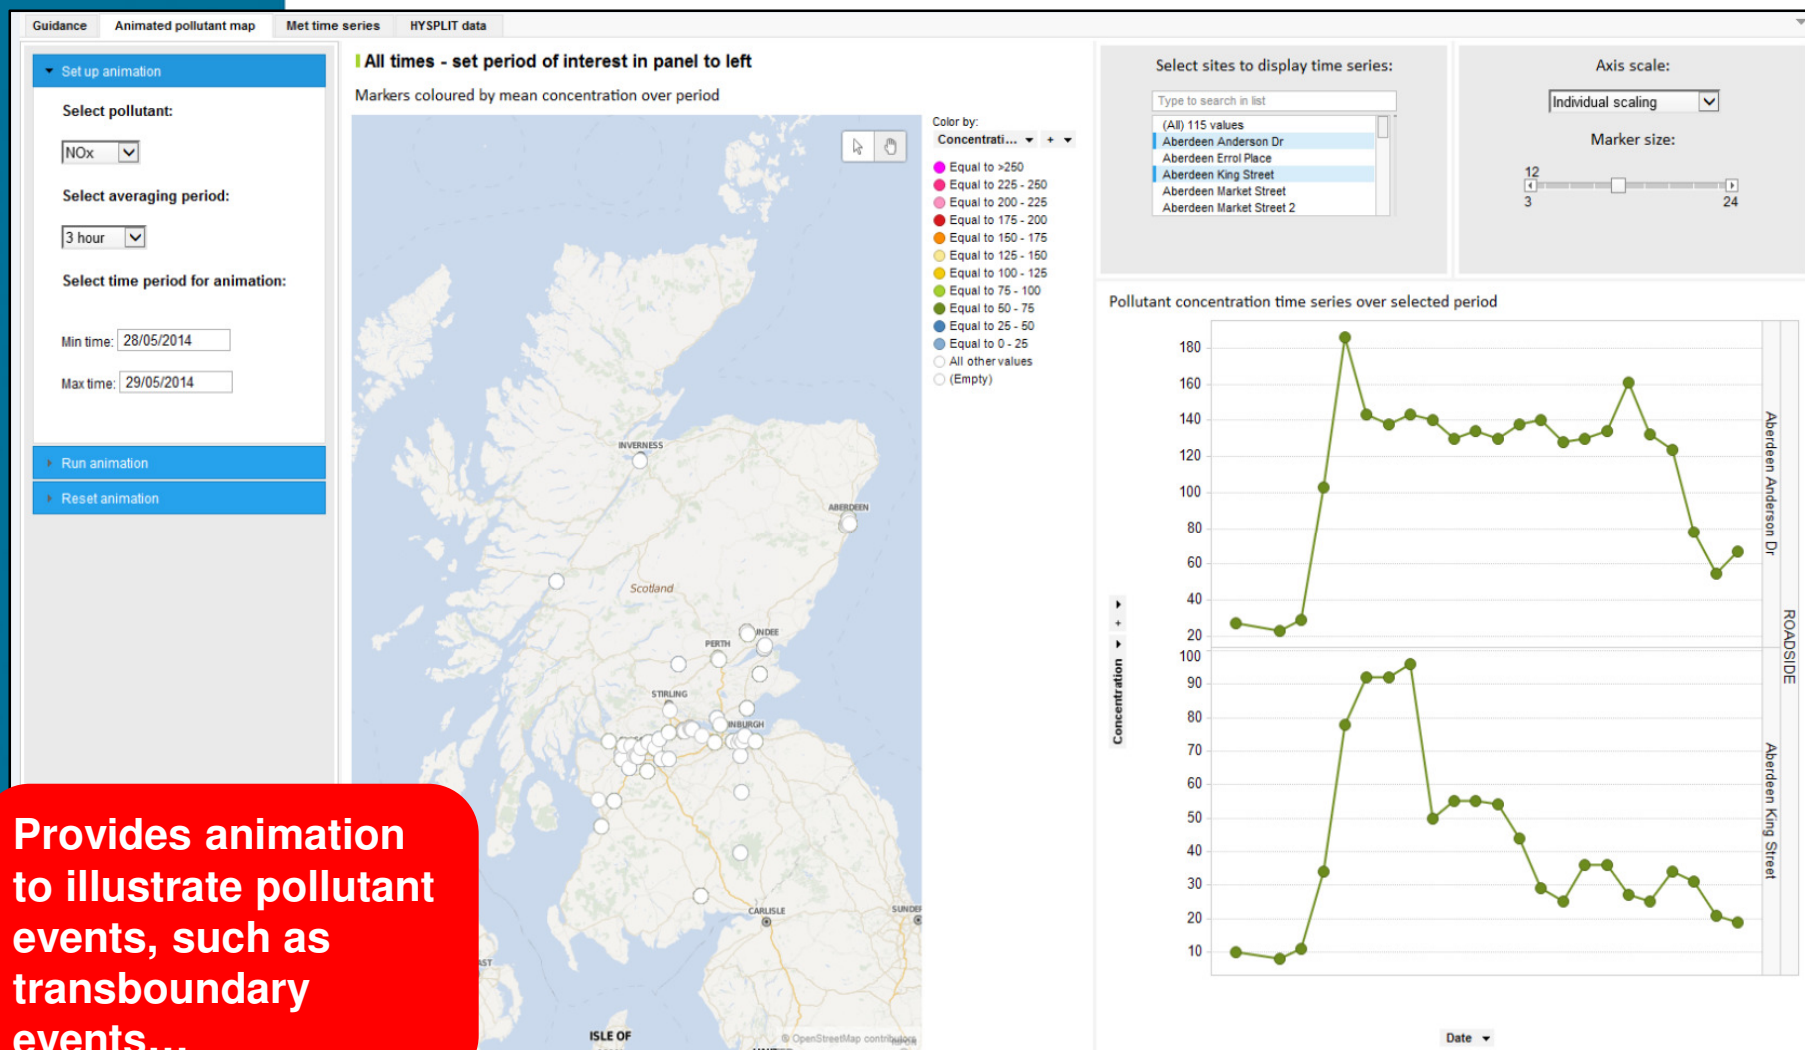 Guidance
Animated pollutant map
Met time series
HYSPLIT data
Set up animation
Select pollutant:
NOx
Select averaging period:
3 hour
Select time period for animation:
Min time: 28/05/2014
Max time: 29/05/2014
Run animation
Reset animation
All times - set period of interest in panel to left
Markers coloured by mean concentration over period
INVERNESS
ABERDEEN
Scotland
PERTH
STIRLING
CARLISLE
ISLE OF
© OpenStreetMap contributors
Color by:
Concentrati... +
Equal to >250
Equal to 225 - 250
Equal to 200 - 225
Equal to 175 - 200
Equal to 150 - 175
Equal to 125 - 150
Equal to 100 - 125
Equal to 75 - 100
Equal to 50 - 75
Equal to 25 - 50
Equal to 0 - 25
All other values
(Empty)
Select sites to display time series:
Type to search in list
(All) 115 values
Aberdeen Anderson Dr
Aberdeen Errol Place
Aberdeen King Street
Aberdeen Market Street
Aberdeen Market Street 2
Axis scale:
Individual scaling
Marker size:
12
3 24
Pollutant concentration time series over selected period
180
160
140
120
100
80
60
40
20
100
90
80
70
60
50
40
30
20
10
Concentration +
Aberdeen Anderson Dr
Aberdeen King Street
ROADSIDE
Date
Provides animation
to illustrate pollutant
events, such as
transboundary
events...